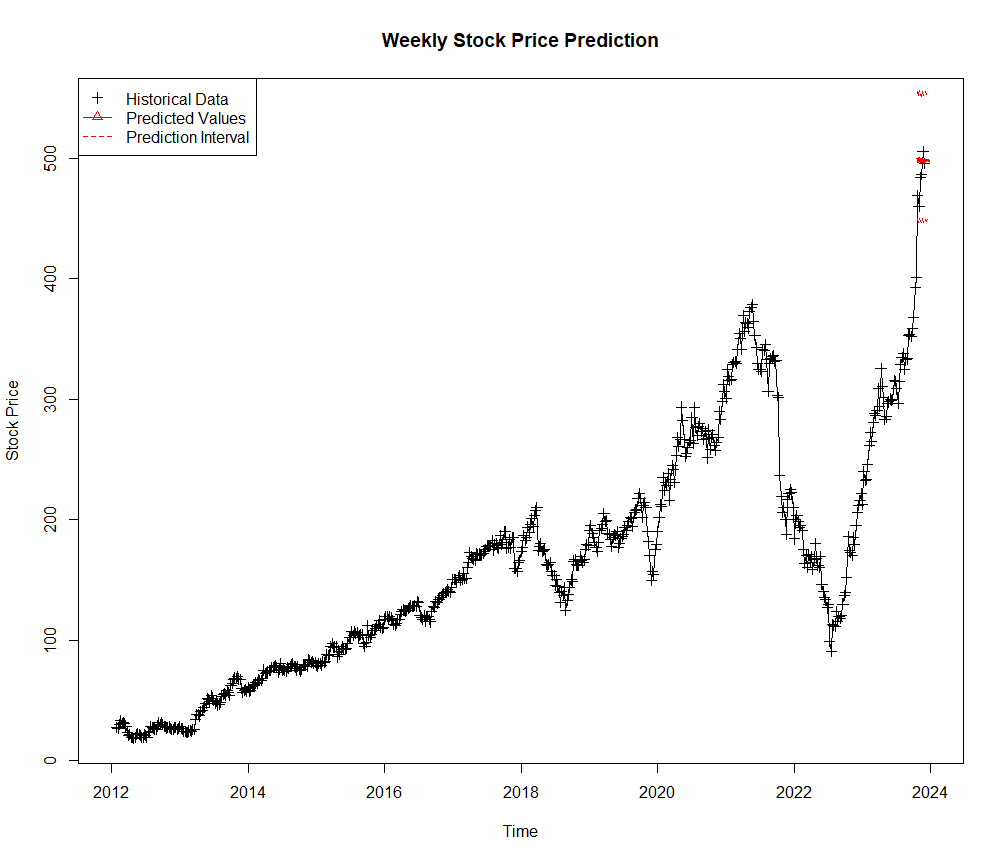 Weekly Stock Price Prediction
Historical Data
Predicted Values
Prediction Interval
Stock Price
500
400
300
200
100
0
2012 2014 2016 2018 2020 2022 2024
Time